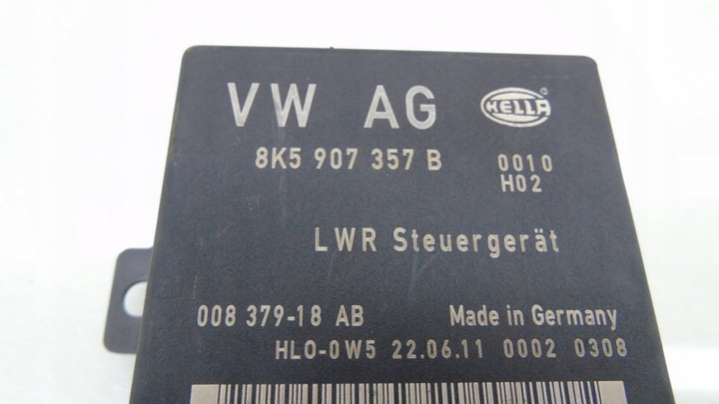 VW AG HELLA
8K5 907 357 B 0010
H02
LWR Steuergerät
008 379-18 AB Made in Germany
HLO-0W5 22.06.11 0002 0308